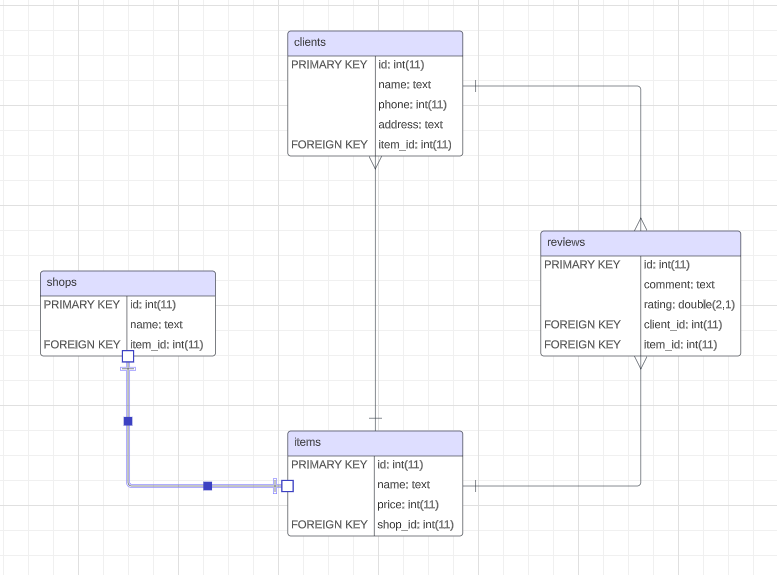 clients
PRIMARY KEY id: int(11)
name: text
phone: int(11)
address: text
FOREIGN KEY item_id: int(11)
reviews
PRIMARY KEY id: int(11)
comment: text
rating: double(2,1)
FOREIGN KEY client_id: int(11)
FOREIGN KEY item_id: int(11)
shops
PRIMARY KEY id: int(11)
name: text
FOREIGN KEY item_id: int(11)
items
PRIMARY KEY id: int(11)
name: text
price: int(11)
FOREIGN KEY shop_id: int(11)